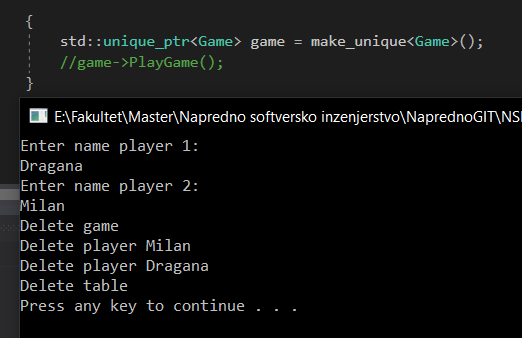 {
std::unique_ptr<Game> game = make_unique<Game>();
//game->PlayGame();
}
E:\Fakultet\Master\Napredno softversko inzenjerstvo\NaprednoGIT\NSI
Enter name player 1:
Dragana
Enter name player 2:
Milan
Delete game
Delete player Milan
Delete player Dragana
Delete table
Press any key to continue . . .